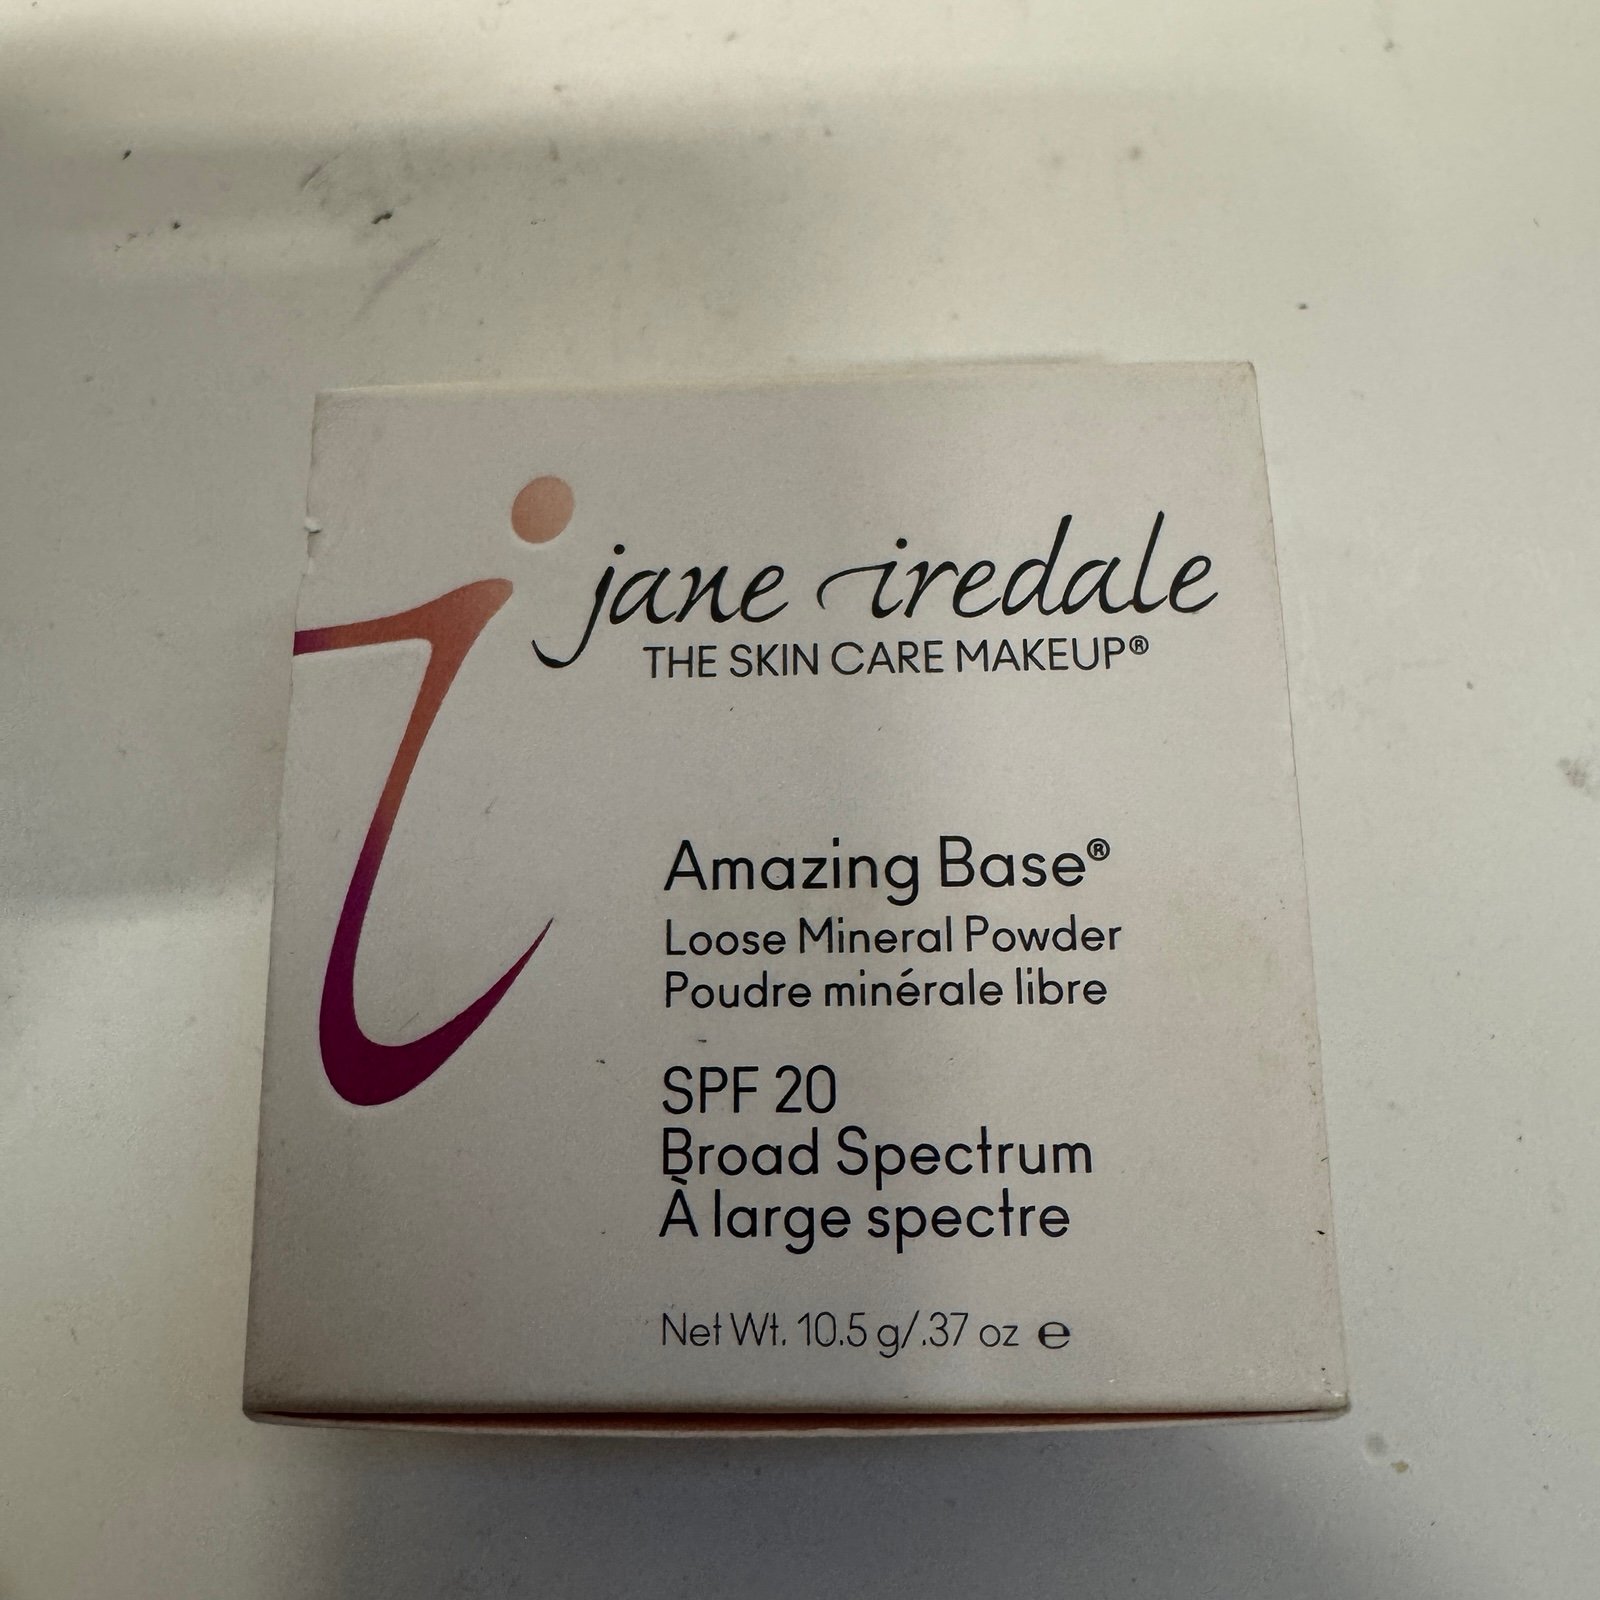 jane iredale
THE SKIN CARE MAKEUP®
Amazing Base®
Loose Mineral Powder
Poudre minérale libre
SPF 20
Broad Spectrum
À large spectre
Net Wt. 10.5 g/.37 oz ℮